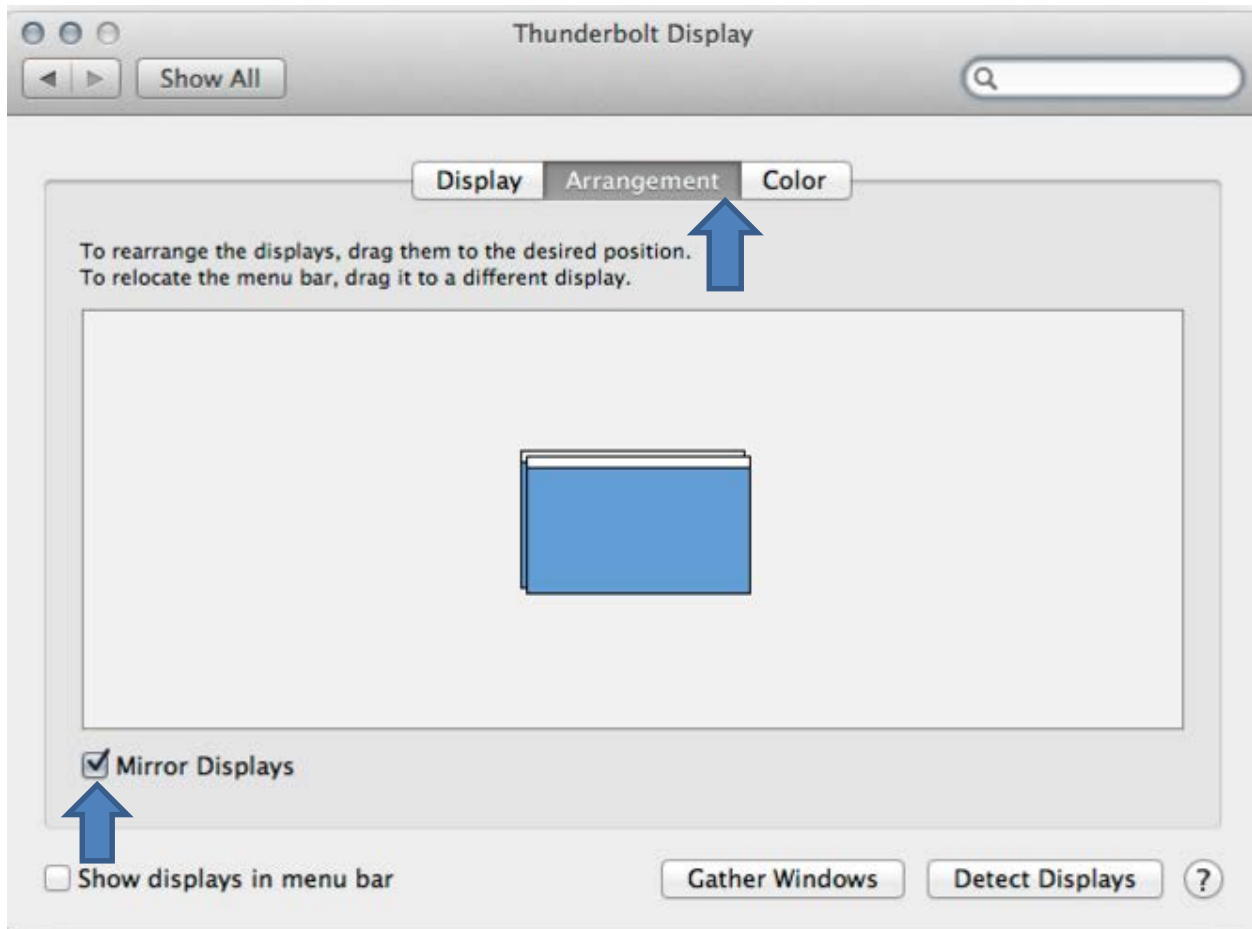 Thunderbolt Display
Show All
Display Arrangement Color
To rearrange the displays, drag them to the desired position.
To relocate the menu bar, drag it to a different display.
Mirror Displays
Show displays in menu bar Gather Windows Detect Displays ?